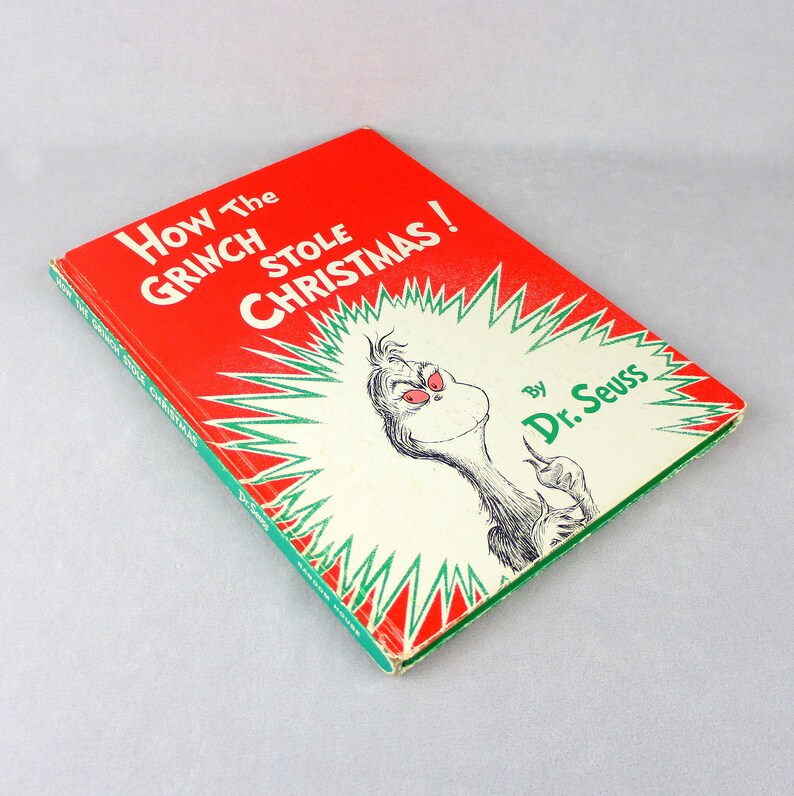 How The
GRINCH
STOLE
CHRISTMAS!
By
Dr. Seuss
HOW THE GRINCH STOLE CHRISTMAS
Dr. Seuss
RANDOM HOUSE